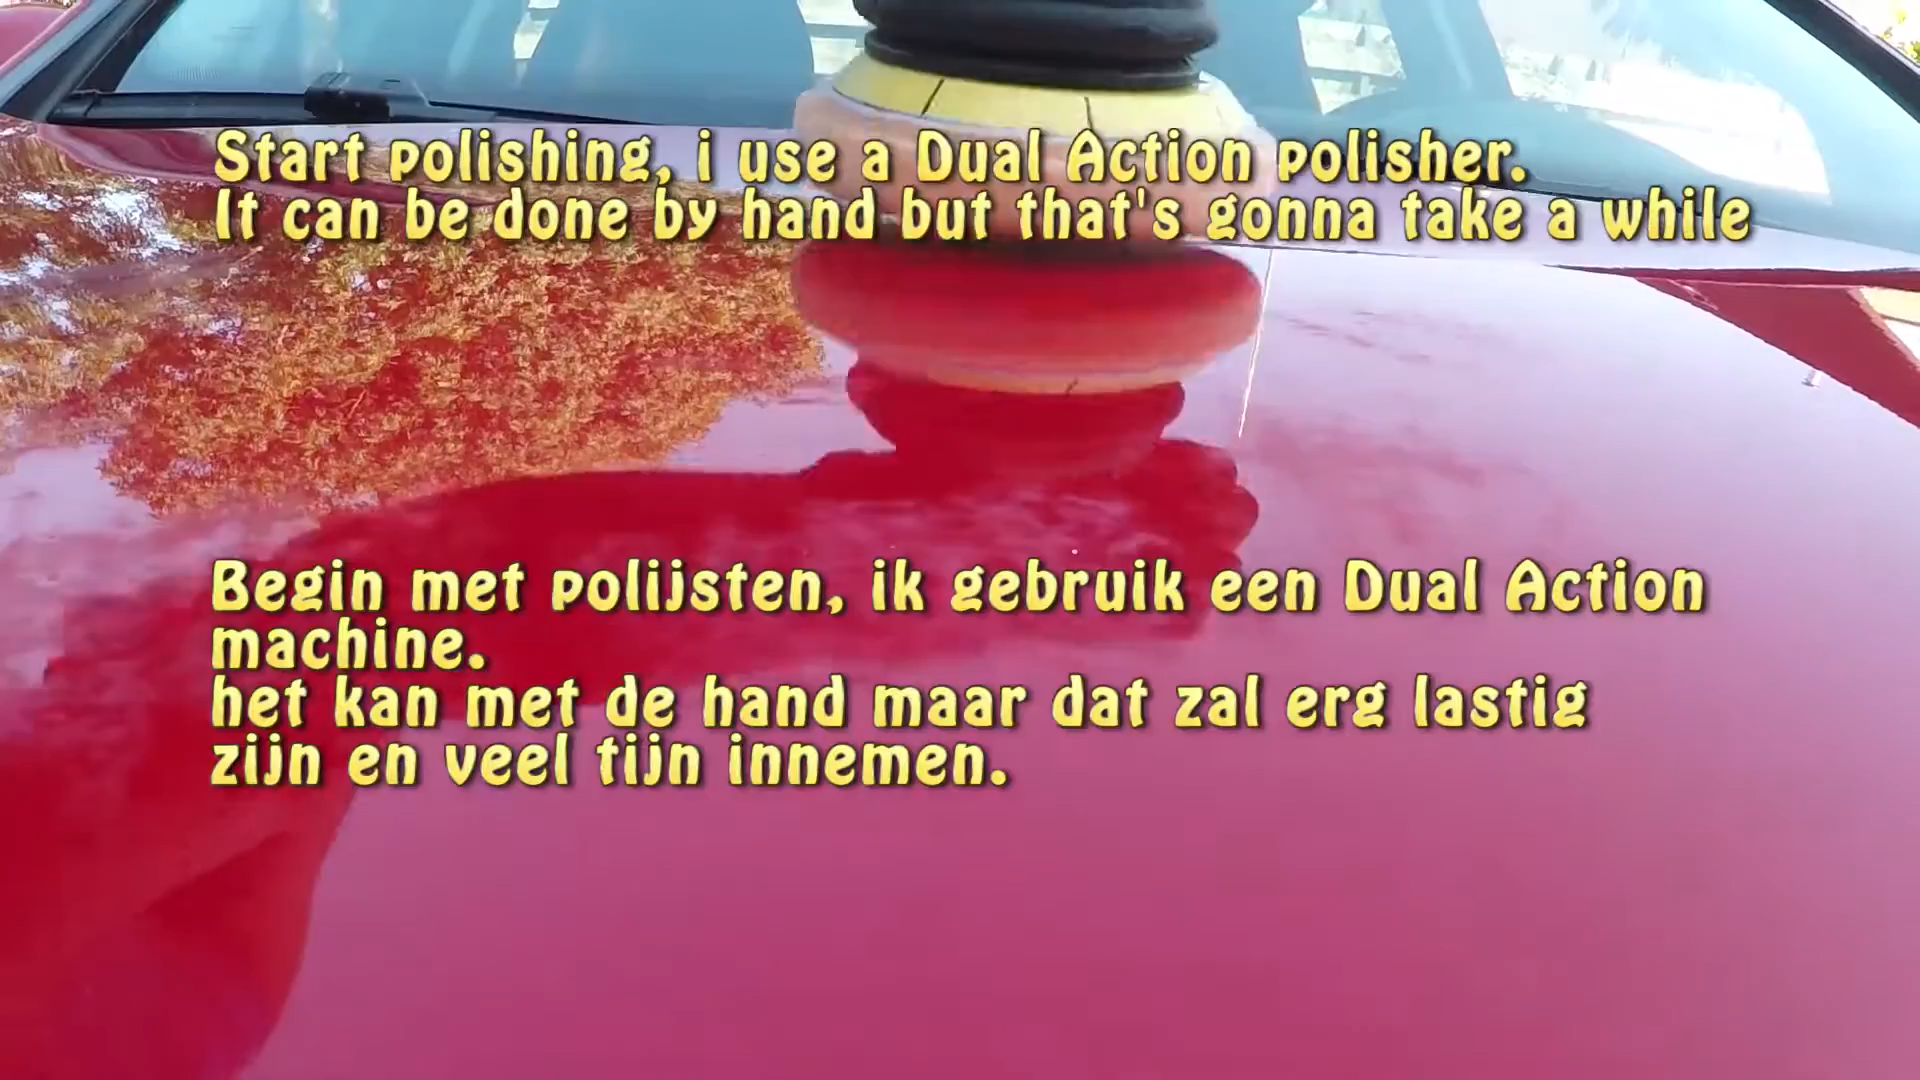 Start polishing, i use a Dual Action polisher.
It can be done by hand but that's gonna take a while
Begin met polijsten, ik gebruik een Dual Action
machine.
het kan met de hand maar dat zal erg lastig
zijn en veel tijn innemen.